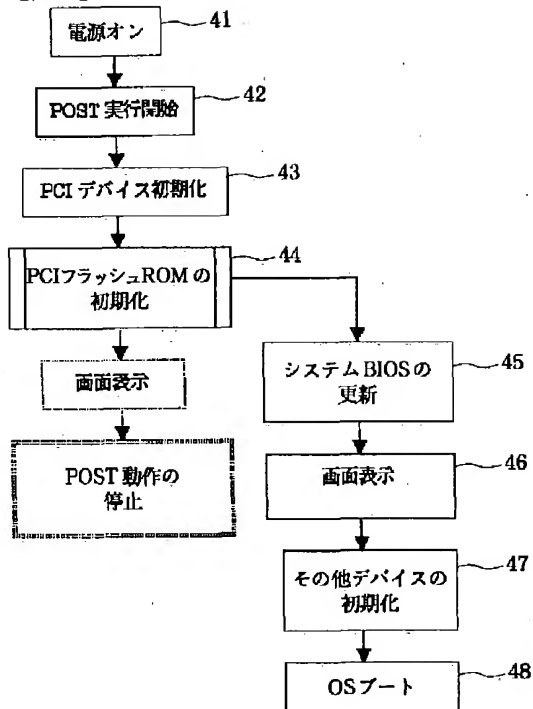 電源オン
41
POST 実行開始
42
PCI デバイス初期化
43
PCIフラッシュROMの
初期化
44
画面表示
POST 動作の
停止
システム BIOS の
更新
45
画面表示
46
その他デバイスの
初期化
47
OSブート
48